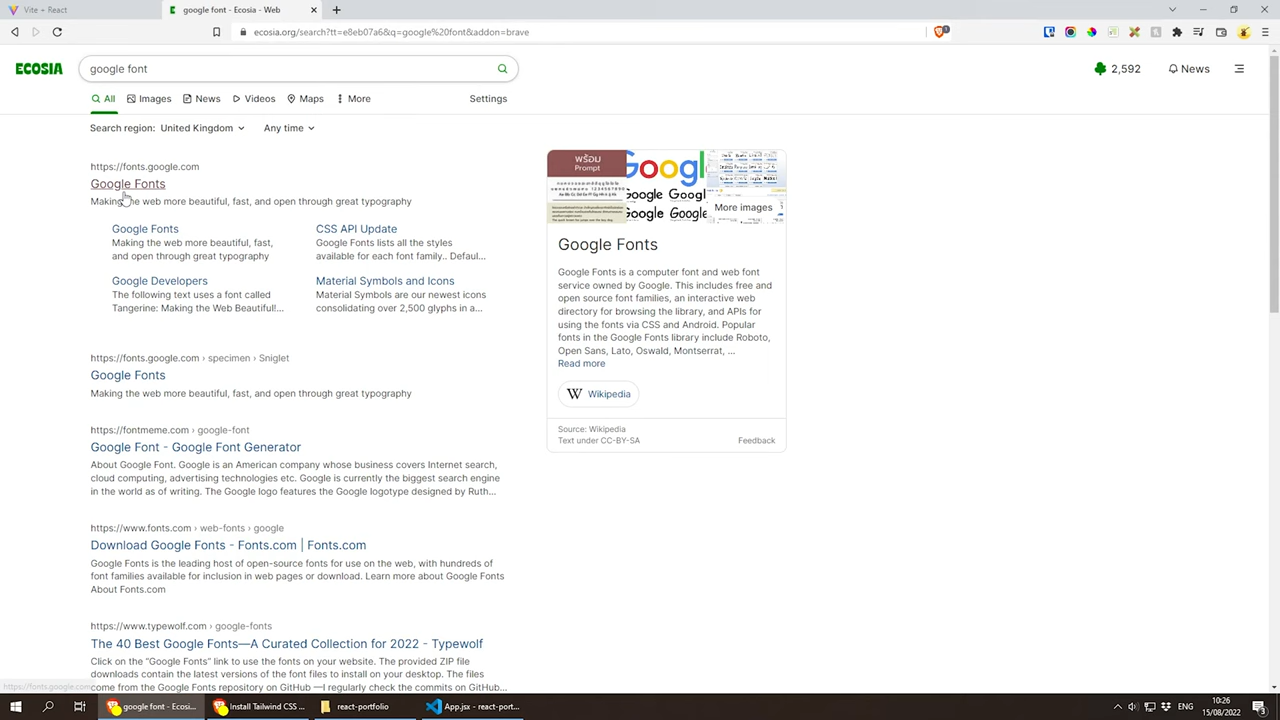 Vite + React
google font - Ecosia - Web
ecosia.org/search?tt=e8eb07a6&q=google%20font&addon=brave
ECOSIA
google font
2,592
News
All
Images
News
Videos
Maps
More
Settings
Search region: United Kingdom
Any time
https://fonts.google.com
Google Fonts
Making the web more beautiful, fast, and open through great typography
Google Fonts
Making the web more beautiful, fast,
and open through great typography
CSS API Update
Google Fonts lists all the styles
available for each font family.. Defaul...
Google Developers
The following text uses a font called
Tangerine: Making the Web Beautiful!...
Material Symbols and Icons
Material Symbols are our newest icons
consolidating over 2,500 glyphs in a...
https://fonts.google.com › specimen › Sniglet
Google Fonts
Making the web more beautiful, fast, and open through great typography
https://fontmeme.com › google-font
Google Font - Google Font Generator
About Google Font. Google is an American company whose business covers Internet search,
cloud computing, advertising technologies etc. Google is currently the biggest search engine
in the world as of writing. The Google logo features the Google logotype designed by Ruth...
https://www.fonts.com › web-fonts › google
Download Google Fonts - Fonts.com | Fonts.com
Google Fonts is the leading host of open-source fonts for use on the web, with hundreds of
font families available for inclusion in web pages or download. Learn more about Google Fonts
About Fonts.com
https://www.typewolf.com › google-fonts
The 40 Best Google Fonts—A Curated Collection for 2022 - Typewolf
Click on the "Google Fonts" link to use the fonts on your website. The provided ZIP file
downloads contain the latest versions of the font files to install on your desktop. The files
come from the Google Fonts repository on GitHub —I regularly check the commits on GitHub...
พร้อม
Prompt
Google
Google Google
Google Google
More images
Google Fonts
Google Fonts is a computer font and web font
service owned by Google. This includes free and
open source font families, an interactive web
directory for browsing the library, and APIs for
using the fonts via CSS and Android. Popular
fonts in the Google Fonts library include Roboto,
Open Sans, Lato, Oswald, Montserrat, ...
Read more
W Wikipedia
Source: Wikipedia
Text under CC-BY-SA
Feedback
https://fonts.google.com
google font - Ecosi...
Install Tailwind CSS ...
react-portfolio
App.jsx - react-port...
ENG
10:26
15/08/2022
3